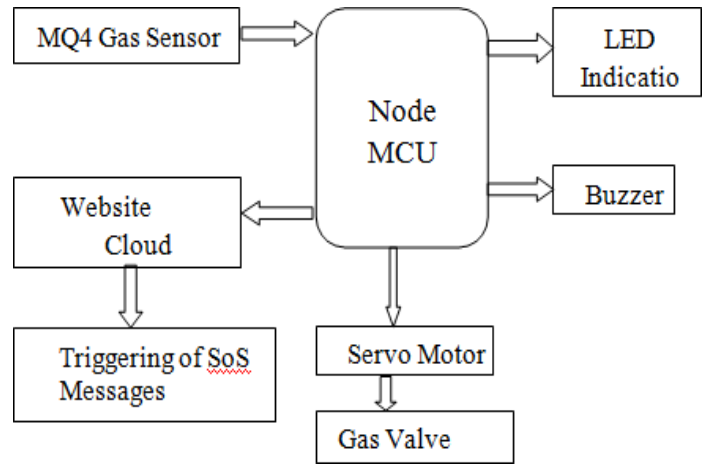 MQ4 Gas Sensor
LED
Indicatio
Node
MCU
Buzzer
Website
Cloud
Servo Motor
Triggering of SoS
Messages
Gas Valve